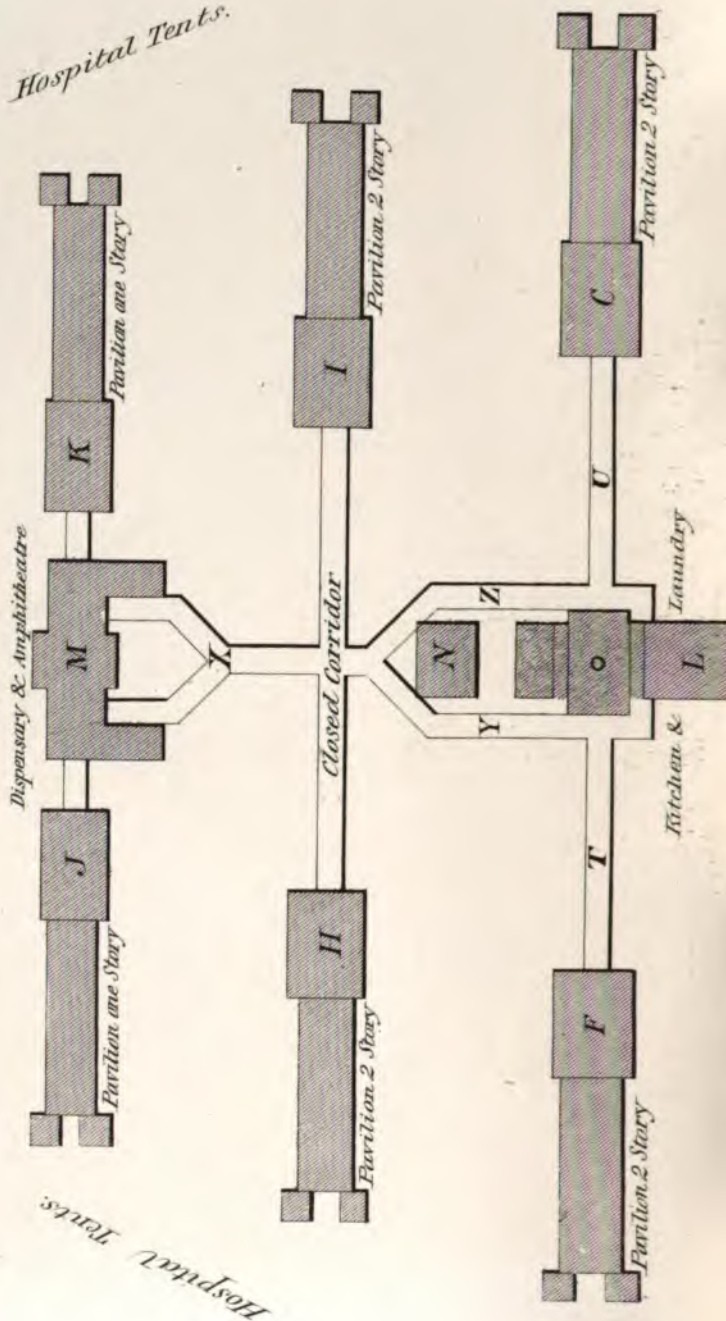 Hospital Tents.
Pavilion 2 Story
Pavilion 2 Story
Pavilion one Story
C
I
K
Dispensary & Amphitheatre
U
Z
Laundry
M
X
Closed Corridor
N
L
Y
Kitchen &
T
J
H
F
Pavilion one Story
Pavilion 2 Story
Pavilion 2 Story
Hospital Tents.